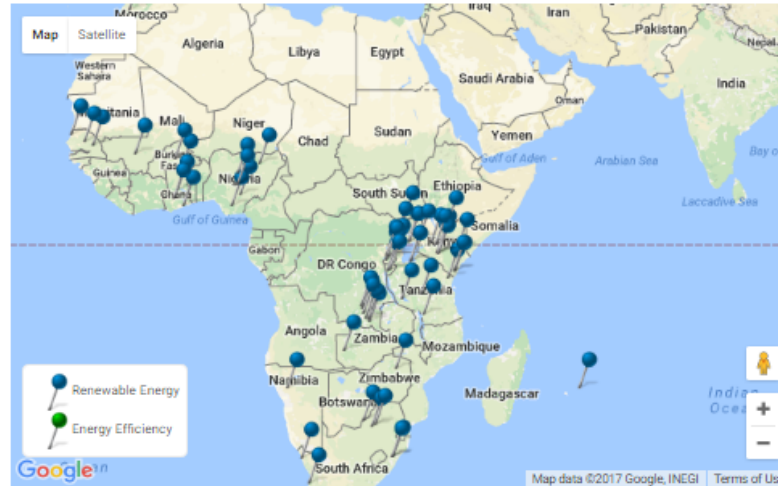 Map Satellite
Morocco
Algeria
Libya
Egypt
Iraq
Iran
Pakistan
Nepal
Western
Sahara
Saudi Arabia
Oman
India
Mali
Niger
Chad
Sudan
Yemen
Gulf of Aden
Arabian Sea
Bay o
Guinea
Ghana
Gulf of Guinea
South Sudan
Ethiopia
Somalia
Laccadive Sea
Gabon
DR Congo
Tanzania
Angola
Zambia
Mozambique
Namibia
Zimbabwe
Botswana
Madagascar
South Africa
Indian
Renewable Energy
Energy Efficiency
Google
Map data ©2017 Google, INEGI
Terms of Us